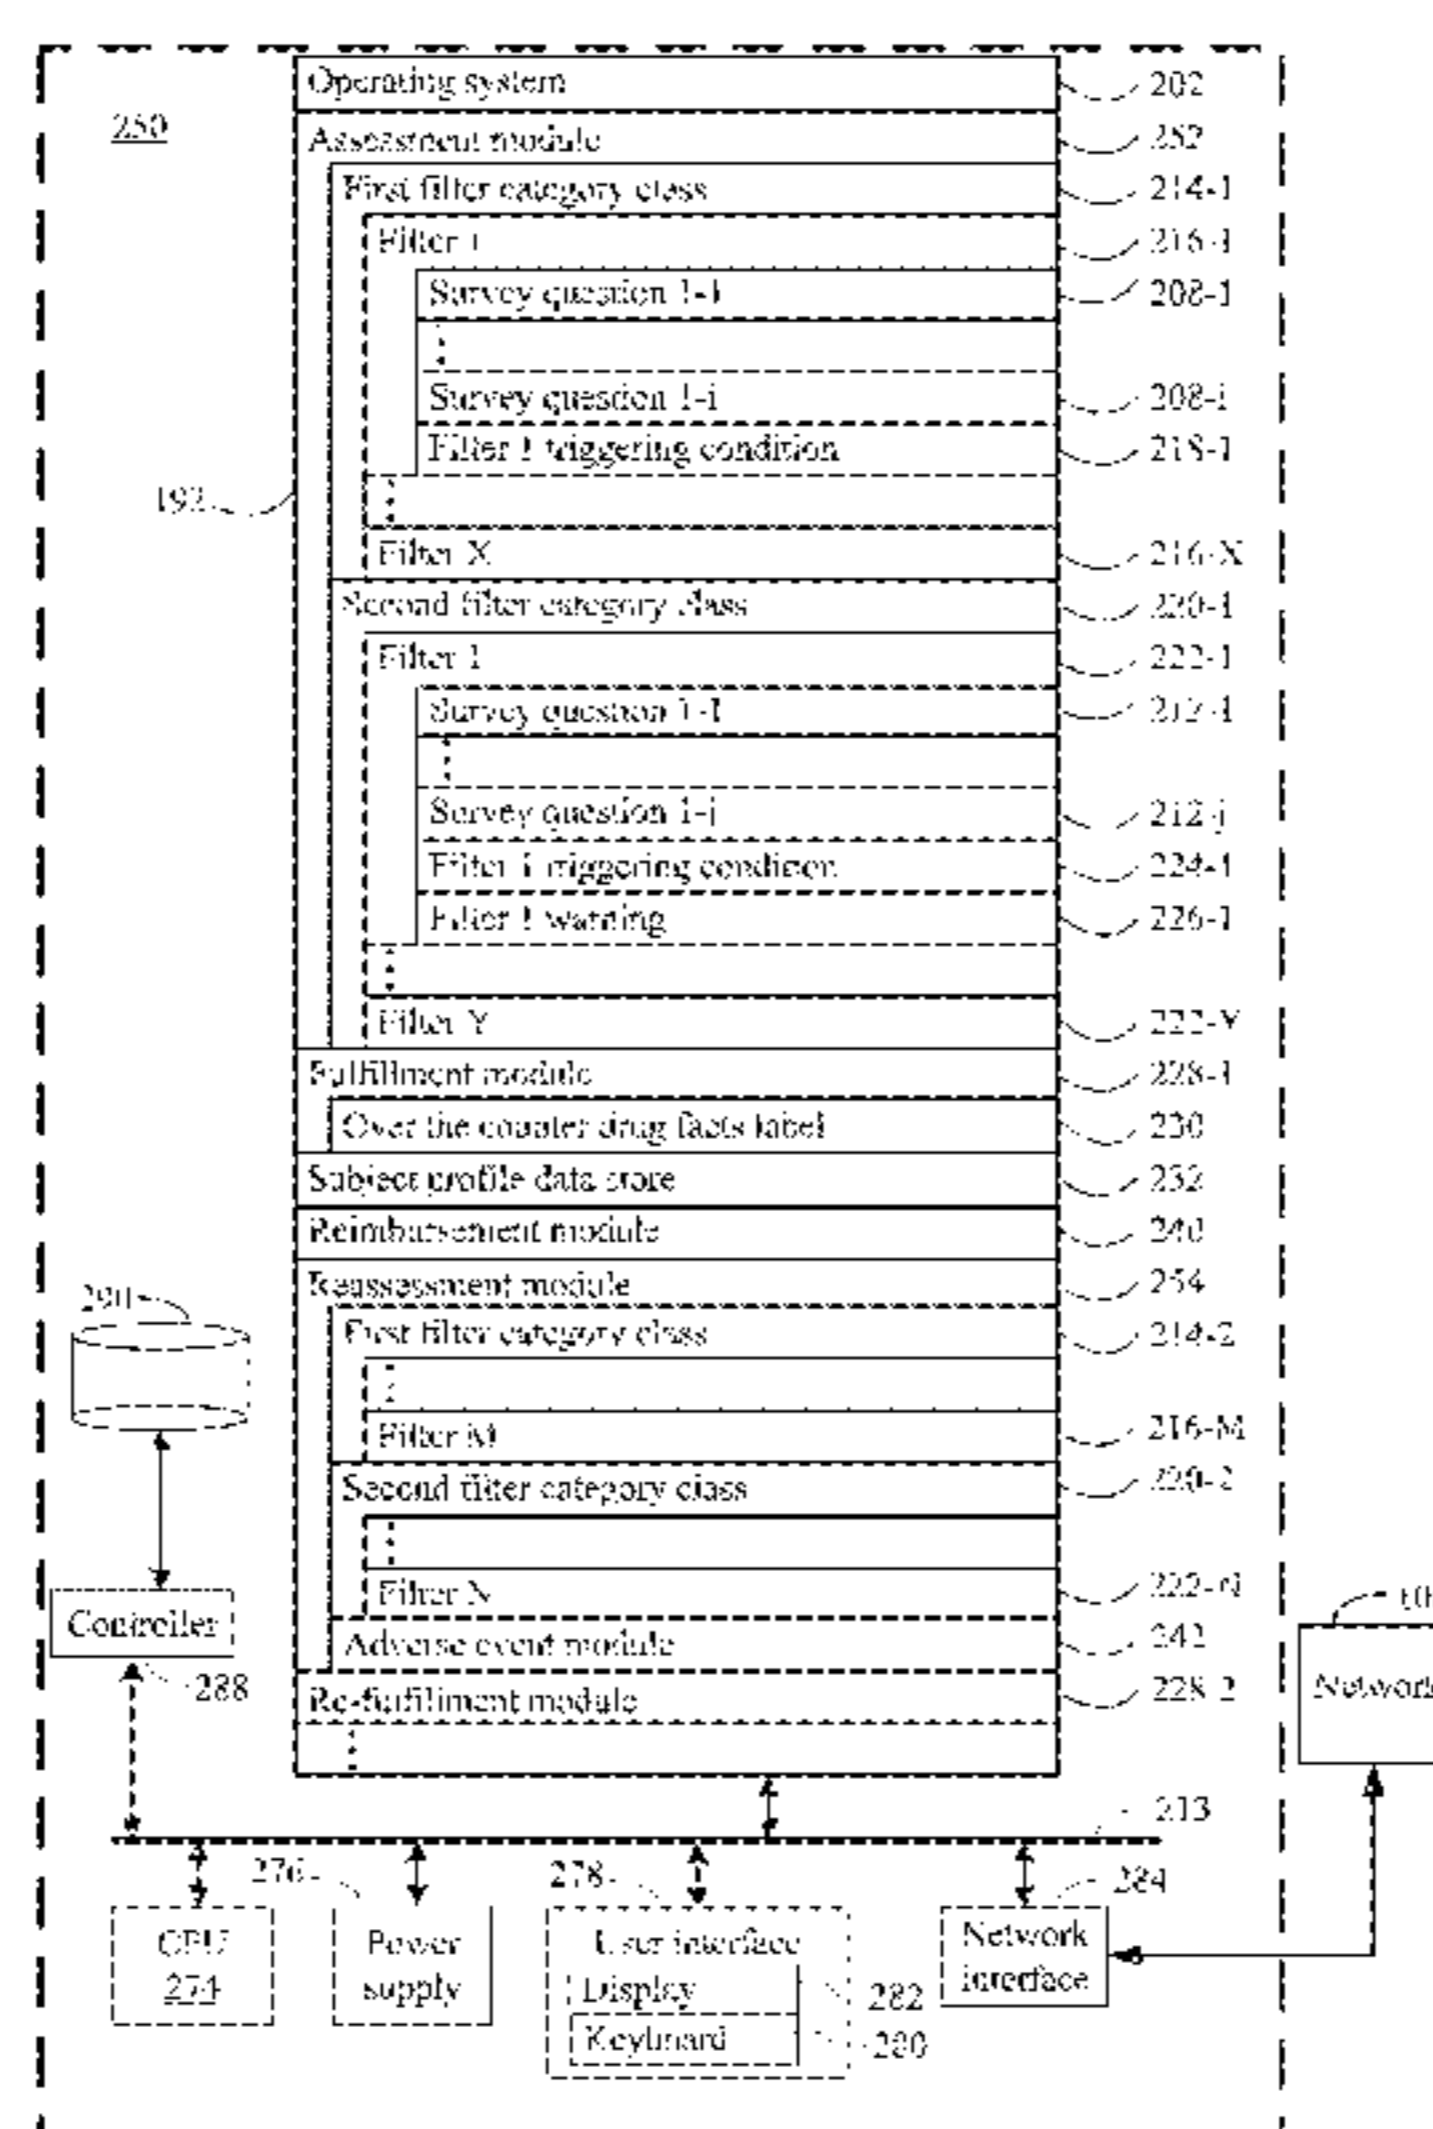 250
Operating system 202
Assessment module 252
First filter category class 214-1
Filter 1 216-1
Survey question 1-1 208-1
Survey question 1-i 208-i
Filter 1 triggering condition 218-1
192
Filter X 216-X
Second filter category class 220-1
Filter 1 222-1
Survey question 1-1 212-1
Survey question 1-j 212-j
Filter 1 triggering condition 224-1
Filter 1 warning 226-1
Filter Y 222-Y
Fulfillment module 228-1
Over the counter drug facts label 230
Subject profile data store 232
Reimbursement module 240
Reassessment module 254
290
First filter category class 214-2
Filter M 216-M
Second filter category class 220-2
Filter N 222-N
Controller
Adverse event module 242
288
Re-fulfillment module 228-2
Network
213
276 278 284
CPU
274
Power
supply
User interface
Display 282
Keyboard 280
Network
interface